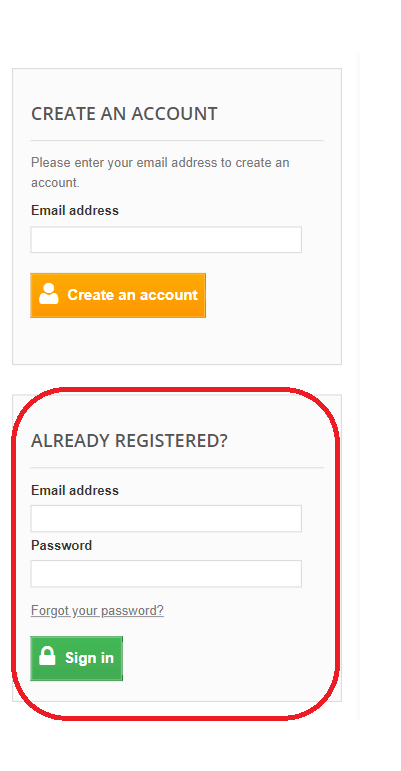 CREATE AN ACCOUNT
Please enter your email address to create an
account.
Email address
Create an account
ALREADY REGISTERED?
Email address
Password
Forgot your password?
Sign in